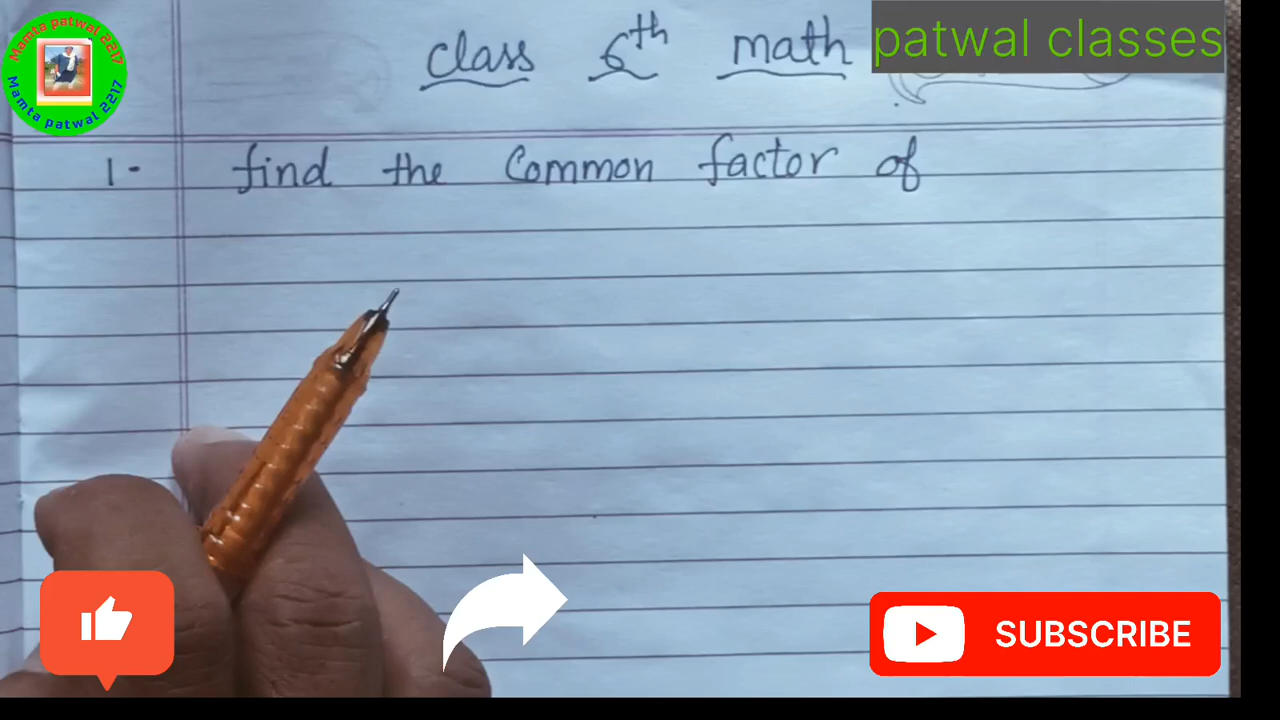 Mamta patwal 2217
Mamta patwal 2217
class 6th math
patwal classes
1- find the Common factor of
SUBSCRIBE